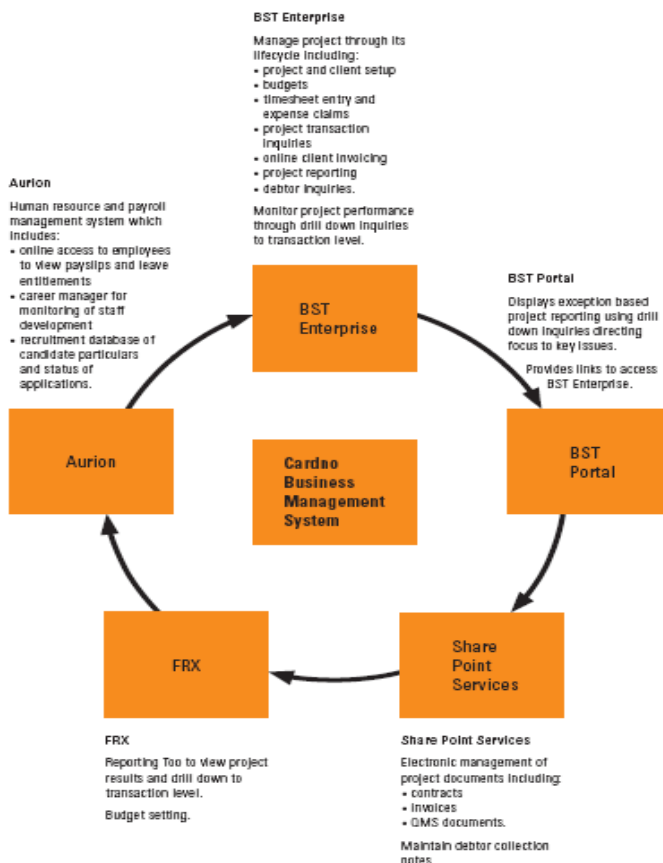 BST Enterprise
Manage project through its
lifecycle including:
• project and client setup
• budgets
• timesheet entry and
expense claims
• project transaction
inquiries
• online client invoicing
• project reporting
• debtor inquiries.
Monitor project performance
through drill down inquiries
to transaction level.
Aurion
Human resource and payroll
management system which
includes:
• online access to employees
to view payslips and leave
entitlements
• career manager for
monitoring of staff
development
• recruitment database of
candidate particulars
and status of
applications.
BST
Enterprise
BST Portal
Displays exception based
project reporting using drill
down inquiries directing
focus to key issues.
Provides links to access
BST Enterprise.
Aurion
Cardno
Business
Management
System
BST
Portal
FRX
Share
Point
Services
FRX
Reporting Too to view project
results and drill down to
transaction level.
Budget setting.
Share Point Services
Electronic management of
project documents including:
• contracts
• invoices
• QMS documents.
Maintain debtor collection
notes